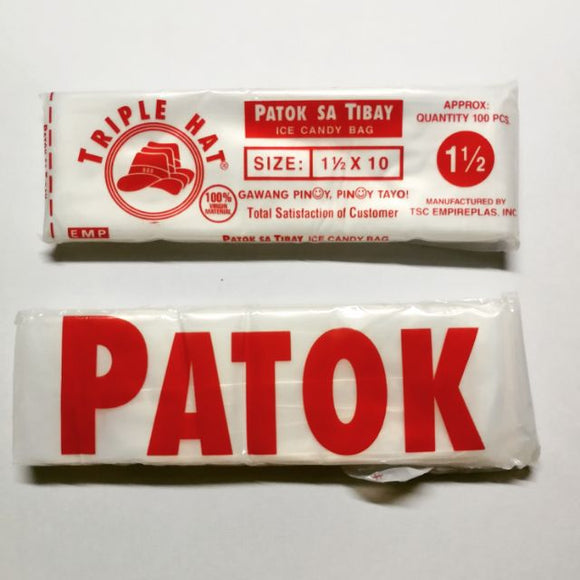 TRIPLE HAT®
PATOK SA TIBAY
ICE CANDY BAG
SIZE: 1½ X 10
100%
VIRGIN
MATERIAL
GAWANG PINOY, PINOY TAYO!
Total Satisfaction of Customer
APPROX:
QUANTITY 100 PCS.
1½
MANUFACTURED BY
TSC EMPIREPLAS, INC
EMP
PATOK SA TIBAY ICE CANDY BAG
PATOK